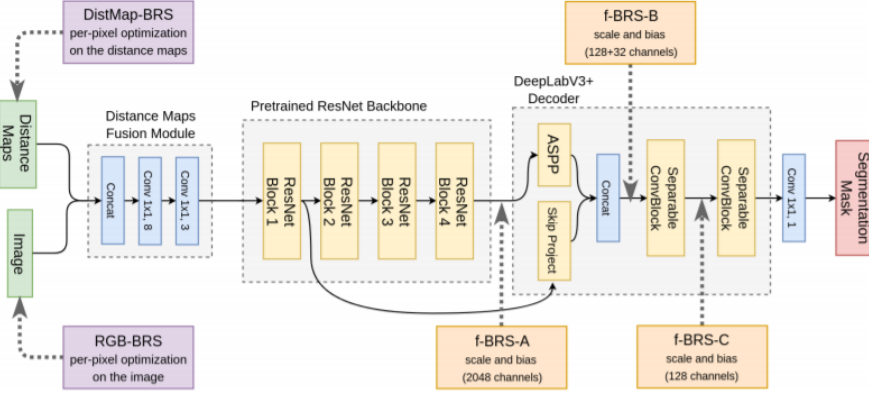 DistMap-BRS
per-pixel optimization
on the distance maps
f-BRS-B
scale and bias
(128+32 channels)
Distance
Maps
Distance Maps
Fusion Module
Concat
Conv 1x1, 8
Conv 1x1, 3
Image
Pretrained ResNet Backbone
ResNet
Block 1
ResNet
Block 2
ResNet
Block 3
ResNet
Block 4
DeepLabV3+
Decoder
ASPP
Skip Project
Concat
Separable
ConvBlock
Separable
ConvBlock
Conv 1x1, 1
Segmentation
Mask
RGB-BRS
per-pixel optimization
on the image
f-BRS-A
scale and bias
(2048 channels)
f-BRS-C
scale and bias
(128 channels)